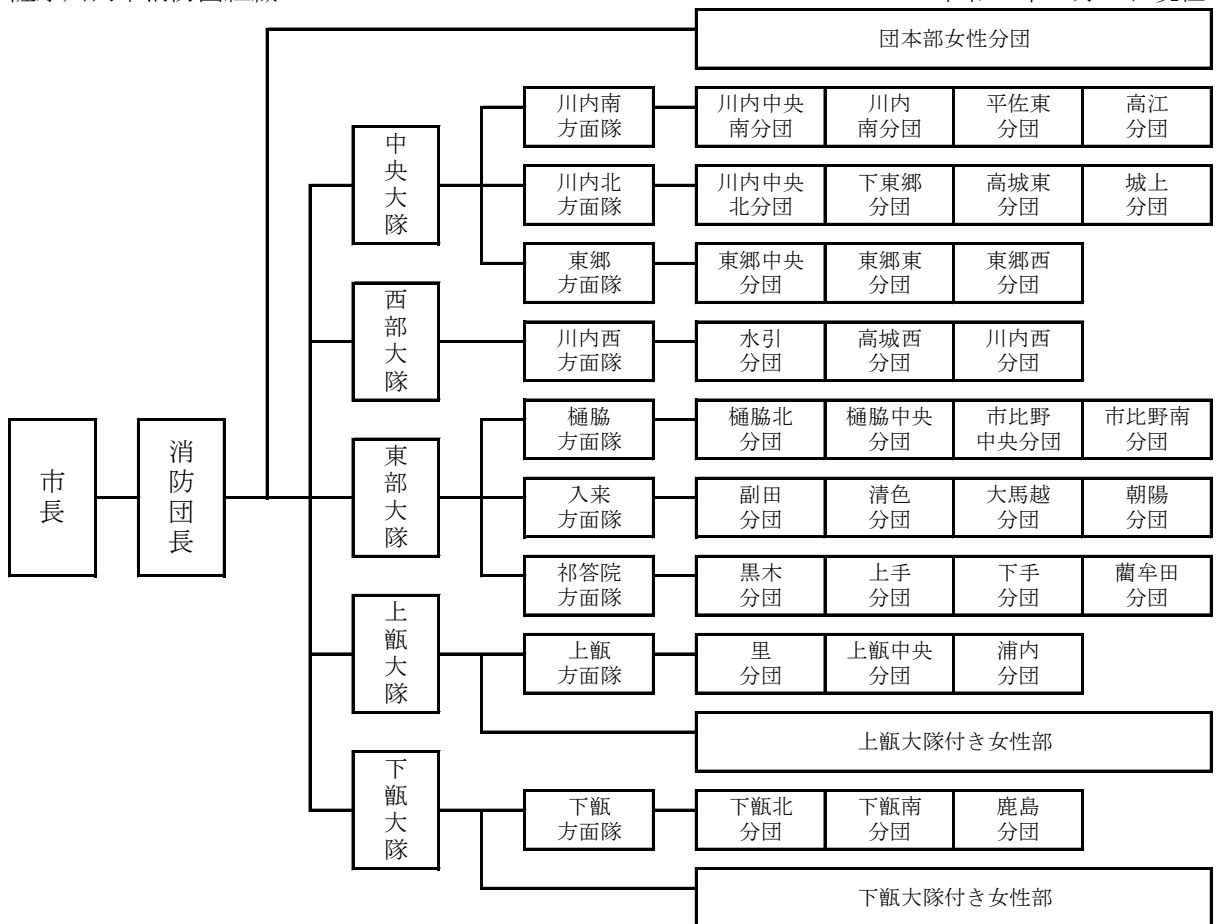 団本部女性分団
川内南
方面隊
川内中央
南分団
川内
南分団
平佐東
分団
高江
分団
中央大隊
川内北
方面隊
川内中央
北分団
下東郷
分団
高城東
分団
城上
分団
東郷
方面隊
東郷中央
分団
東郷東
分団
東郷西
分団
西部大隊
川内西
方面隊
水引
分団
高城西
分団
川内西
分団
市長
消防団長
東部大隊
樋脇
方面隊
樋脇北
分団
樋脇中央
分団
市比野
中央分団
市比野南
分団
入来
方面隊
副田
分団
清色
分団
大馬越
分団
朝陽
分団
祁答院
方面隊
黒木
分団
上手
分団
下手
分団
藺牟田
分団
上甑大隊
上甑
方面隊
里
分団
上甑中央
分団
浦内
分団
上甑大隊付き女性部
下甑大隊
下甑
方面隊
下甑北
分団
下甑南
分団
鹿島
分団
下甑大隊付き女性部